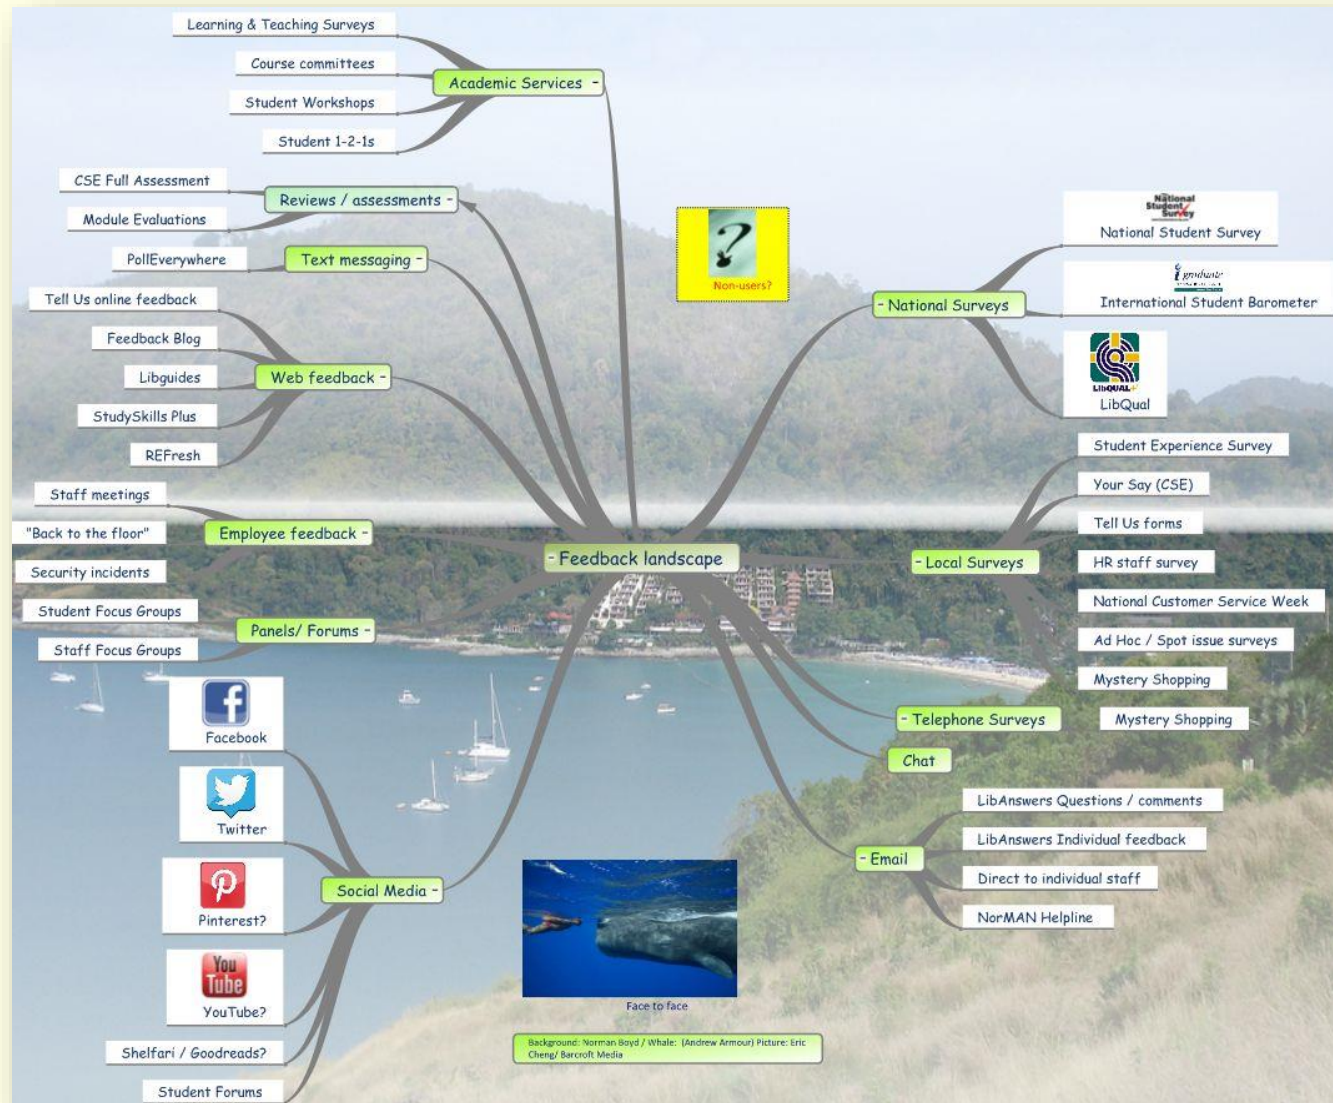 Learning & Teaching Surveys
Course committees
Student Workshops
Student 1-2-1s
Academic Services -
CSE Full Assessment
Module Evaluations
Reviews / assessments -
PollEverywhere
Text messaging -
Tell Us online feedback
Feedback Blog
Libguides
StudySkills Plus
REFresh
Web feedback -
Staff meetings
"Back to the floor"
Security incidents
Employee feedback -
Student Focus Groups
Staff Focus Groups
Panels/ Forums -
Facebook
Twitter
Pinterest?
You
Tube
YouTube?
Shelfari / Goodreads?
Student Forums
Social Media -
Non-users?
- Feedback landscape
Face to face
Background: Norman Boyd / Whale: (Andrew Armour) Picture: Eric
Cheng/ Barcroft Media
- National Surveys
National
Student
Survey
National Student Survey
i graduate
International Student Barometer
LibQUAL+
LibQual
- Local Surveys
Student Experience Survey
Your Say (CSE)
Tell Us forms
HR staff survey
National Customer Service Week
Ad Hoc / Spot issue surveys
Mystery Shopping
- Telephone Surveys
Mystery Shopping
Chat
- Email
LibAnswers Questions / comments
LibAnswers Individual feedback
Direct to individual staff
NorMAN Helpline